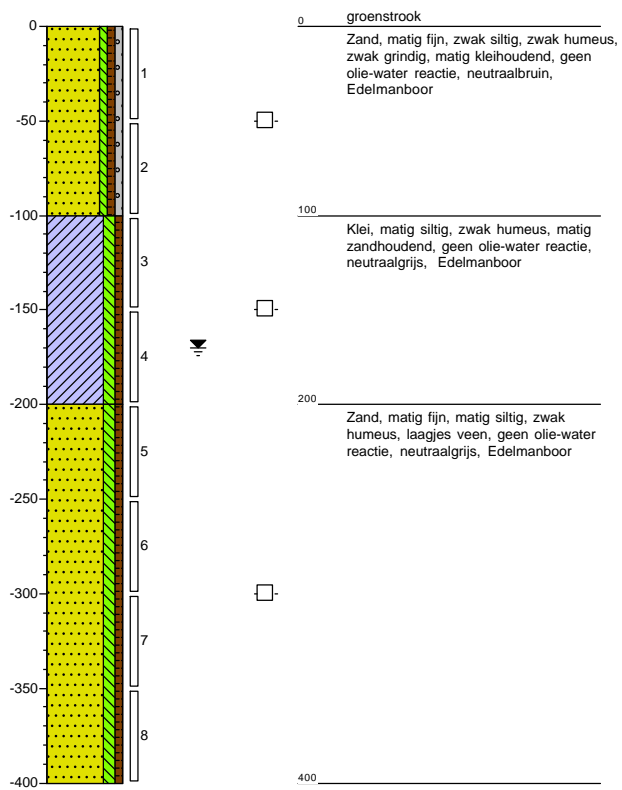 groenstrook
0
0
Zand, matig fijn, zwak siltig, zwak humeus,
zwak grindig, matig kleihoudend, geen
olie-water reactie, neutraalbruin,
Edelmanboor
1
-50
2
-100
100
Klei, matig siltig, zwak humeus, matig
zandhoudend, geen olie-water reactie,
neutraalgrijs, Edelmanboor
3
-150
4
-200
200
Zand, matig fijn, matig siltig, zwak
humeus, laagjes veen, geen olie-water
reactie, neutraalgrijs, Edelmanboor
5
-250
6
-300
7
-350
8
-400
400